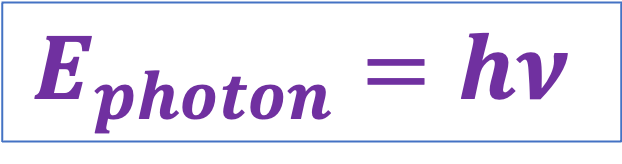 E_photon = hν